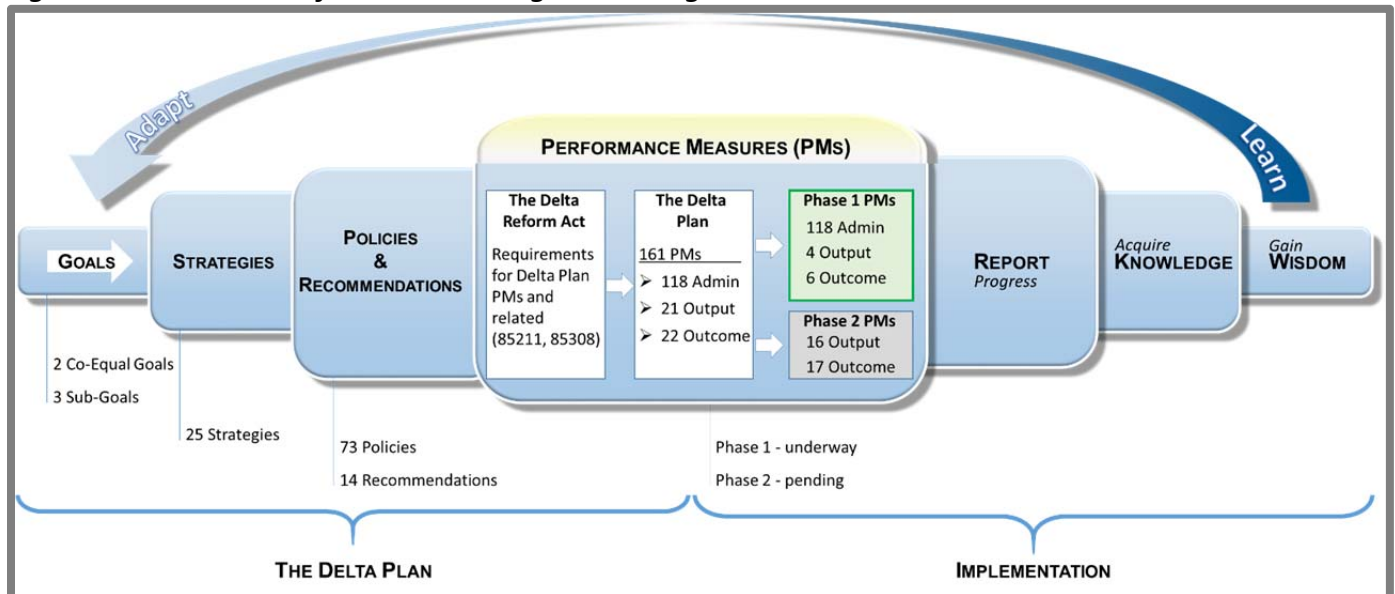 Adapt
Learn
PERFORMANCE MEASURES (PMS)
GOALS
STRATEGIES
POLICIES
&
RECOMMENDATIONS
The Delta
Reform Act
Requirements
for Delta Plan
PMs and
related
(85211, 85308)
The Delta
Plan
161 PMs
➢ 118 Admin
➢ 21 Output
➢ 22 Outcome
Phase 1 PMs
118 Admin
4 Output
6 Outcome
Phase 2 PMs
16 Output
17 Outcome
REPORT
Progress
Acquire
KNOWLEDGE
Gain
WISDOM
2 Co-Equal Goals
3 Sub-Goals
25 Strategies
73 Policies
14 Recommendations
Phase 1 - underway
Phase 2 - pending
THE DELTA PLAN
IMPLEMENTATION